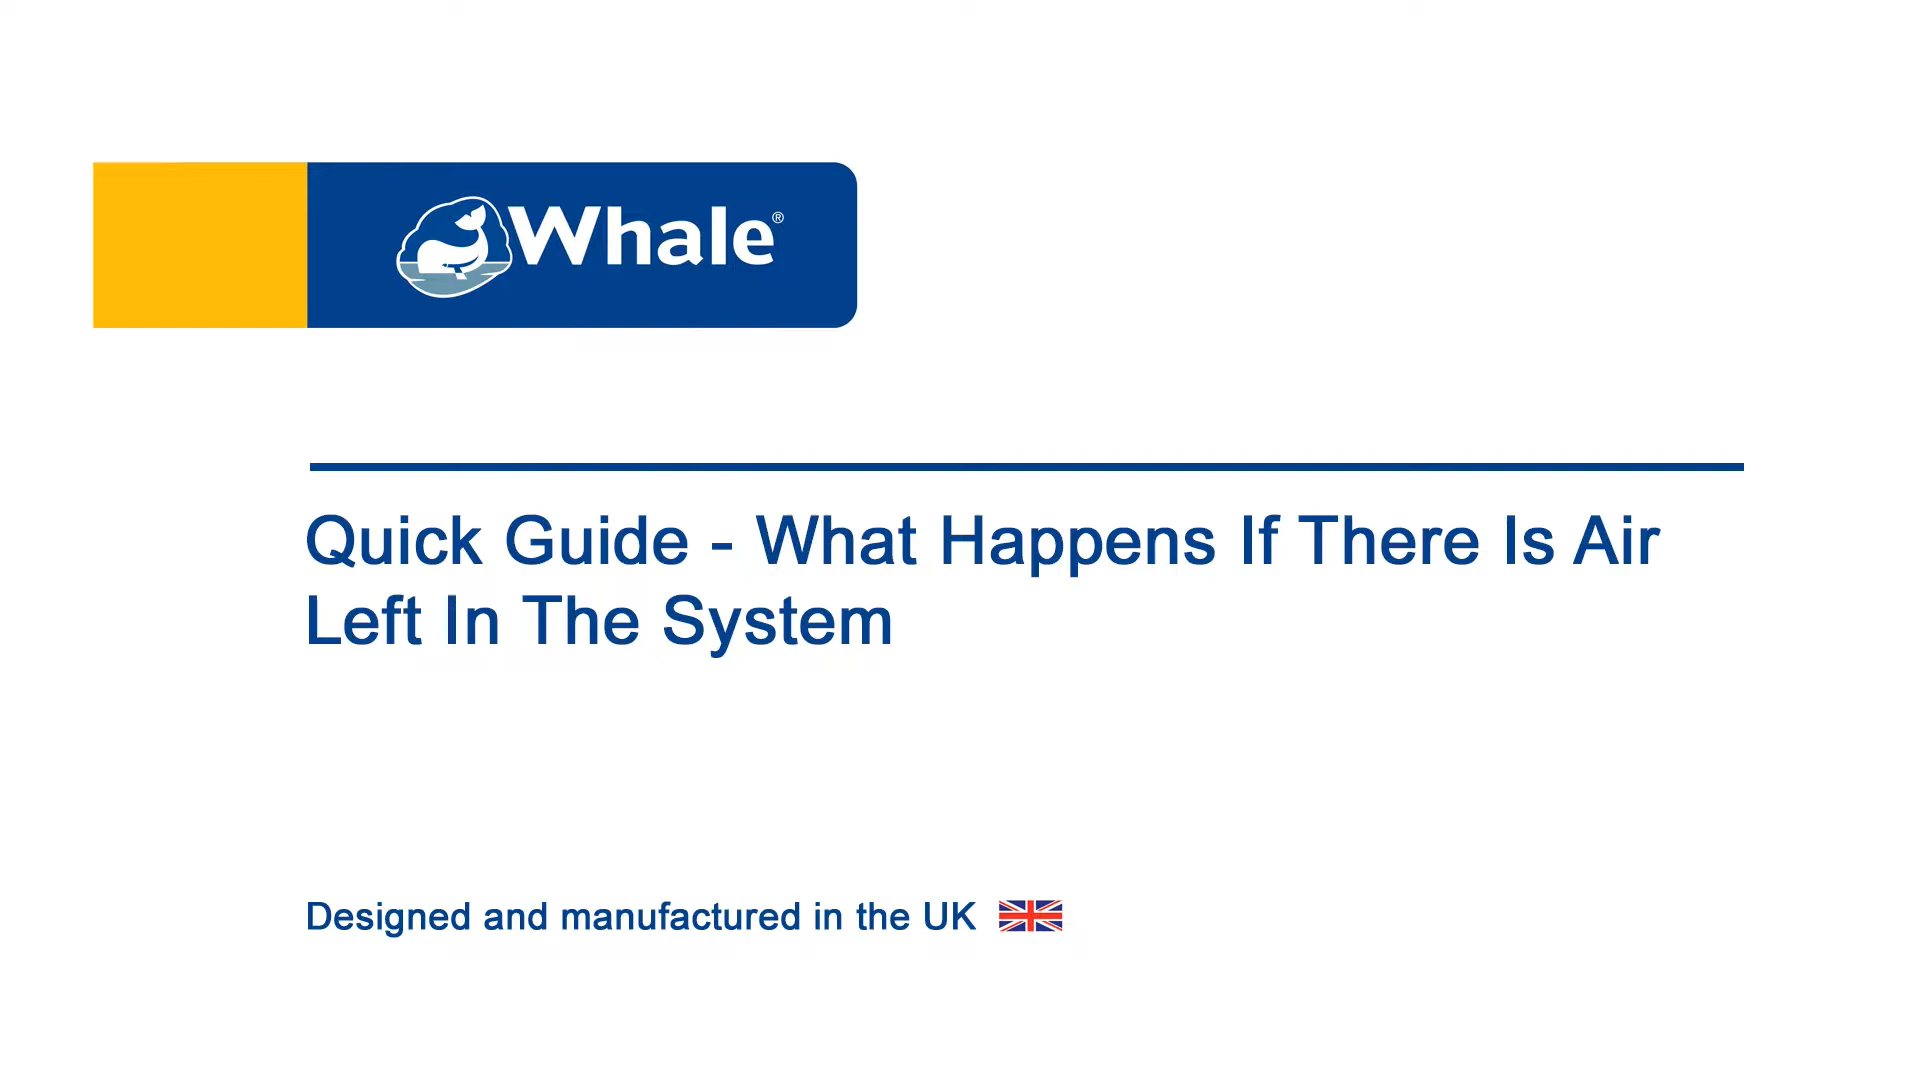 Whale®
Quick Guide - What Happens If There Is Air
Left In The System
Designed and manufactured in the UK